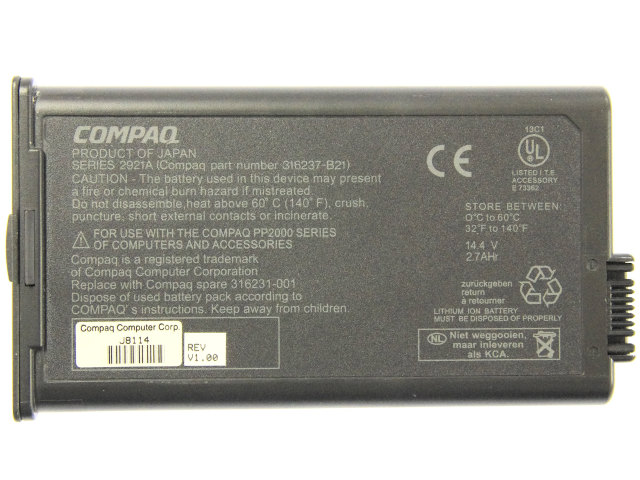 COMPAQ
PRODUCT OF JAPAN
SERIES 2921A (Compaq part number 316237-B21)
CAUTION - The battery used in this device may present
a fire or chemical burn hazard if mistreated.
Do not disassemble,heat above 60°C (140°F), crush,
puncture, short external contacts or incinerate.
FOR USE WITH THE COMPAQ PP2000 SERIES
OF COMPUTERS AND ACCESSORIES
Compaq is a registered trademark
of Compaq Computer Corporation
Replace with Compaq spare 316231-001
Dispose of used battery pack according to
COMPAQ's instructions. Keep away from children.
Compaq Computer Corp.
J8114
REV
V1.00
CE
13C1
UL
LISTED I.T.E.
ACCESSORY
E 73362
STORE BETWEEN:
0°C to 60°C
32°F to 140°F
14.4 V
2.7AHr
zurückgeben
return
à retourner
LITHIUM ION BATTERY
MUST BE DISPOSED OF PROPERLY
NL Niet weggooien,
maar inleveren
als KCA.